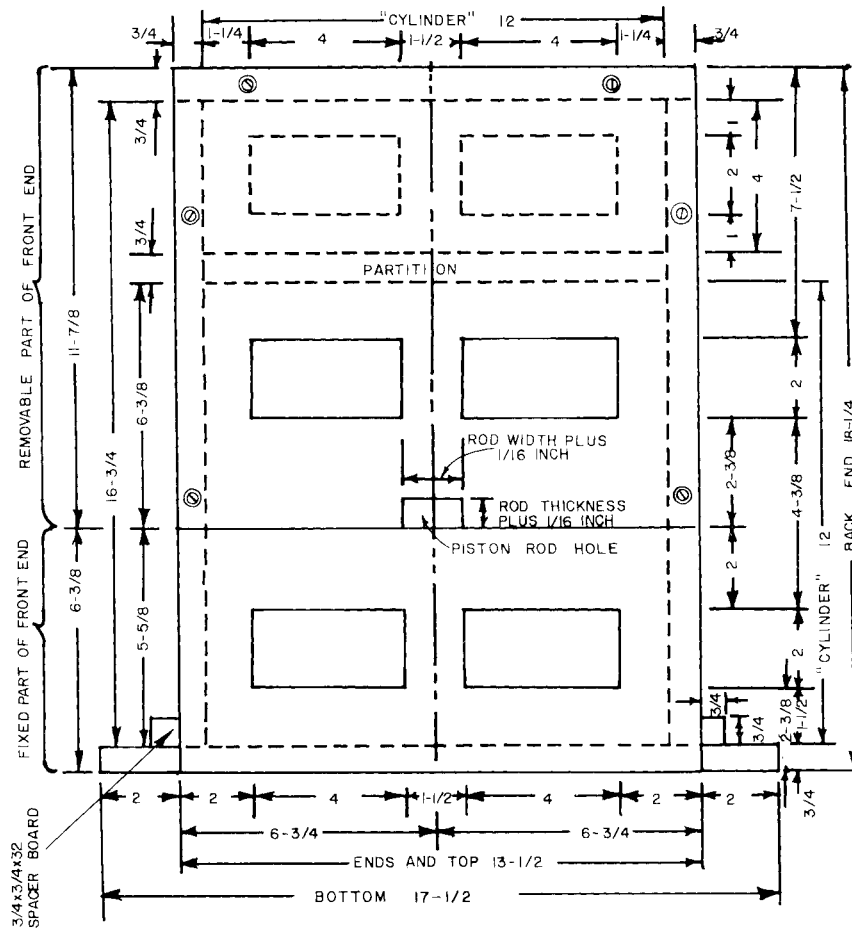 "CYLINDER" 12
3/4 1-1/4 4 1-1/2 4 1-1/4 3/4
REMOVABLE PART OF FRONT END
11-7/8
16-3/4
3/4
3/4
6-3/8
1
2
1
4
7-1/2
PARTITION
2
2-3/8
4-3/8
ROD WIDTH PLUS
1/16 INCH
ROD THICKNESS
PLUS 1/16 INCH
PISTON ROD HOLE
"CYLINDER" 12
BACK END 18-1/4
FIXED PART OF FRONT END
6-3/8
5-5/8
2
2
3/4
3/4
2-3/8
1-1/2
3/4
2 2 4 1-1/2 4 2 2
6-3/4 6-3/4
ENDS AND TOP 13-1/2
BOTTOM 17-1/2
3/4x3/4x32
SPACER BOARD